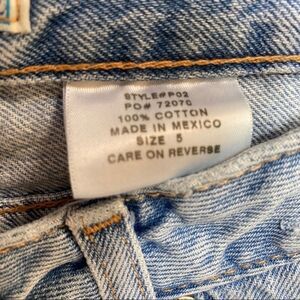 STYLE#P02
PO# 72070
100% COTTON
MADE IN MEXICO
SIZE 5
CARE ON REVERSE